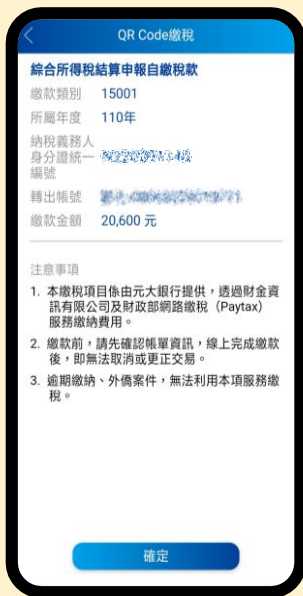 QR Code繳稅
綜合所得稅結算申報自繳稅款
繳款類別 15001
所屬年度 110年
納稅義務人
身分證統一
編號
轉出帳號
繳款金額 20,600 元
注意事項
1. 本繳稅項目係由元大銀行提供，透過財金資
訊有限公司及財政部網路繳稅（Paytax）
服務繳納費用。
2. 繳款前，請先確認帳單資訊，線上完成繳款
後，即無法取消或更正交易。
3. 逾期繳納、外僑案件，無法利用本項服務繳
稅。
確定